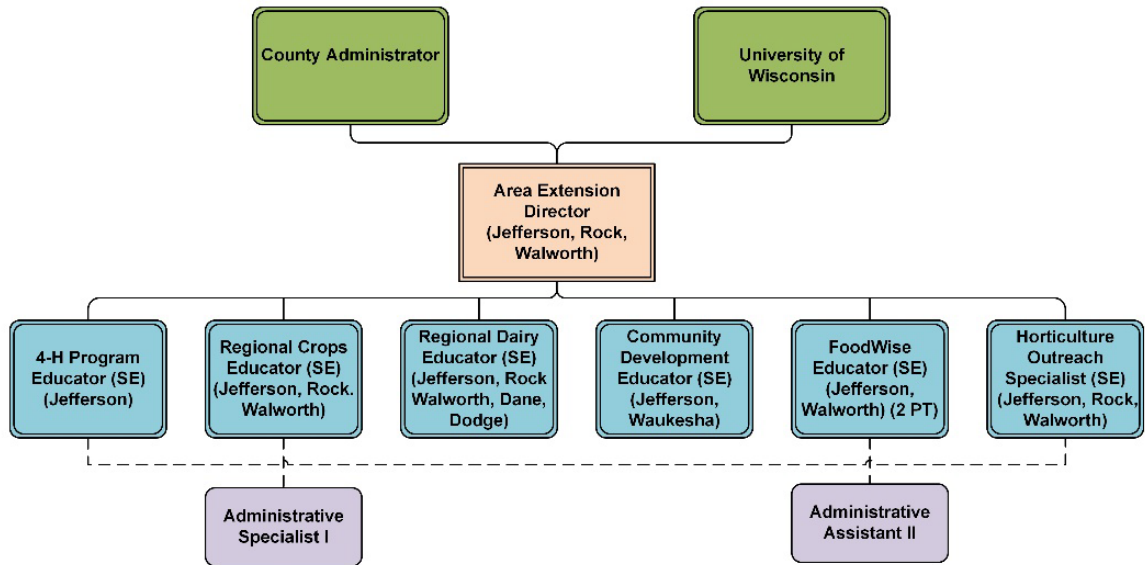 County Administrator
University of
Wisconsin
Area Extension
Director
(Jefferson, Rock,
Walworth)
4-H Program
Educator (SE)
(Jefferson)
Regional Crops
Educator (SE)
(Jefferson, Rock.
Walworth)
Regional Dairy
Educator (SE)
(Jefferson, Rock
Walworth, Dane,
Dodge)
Community
Development
Educator (SE)
(Jefferson,
Waukesha)
FoodWise
Educator (SE)
(Jefferson,
Walworth) (2 PT)
Horticulture
Outreach
Specialist (SE)
(Jefferson, Rock,
Walworth)
Administrative
Specialist I
Administrative
Assistant II